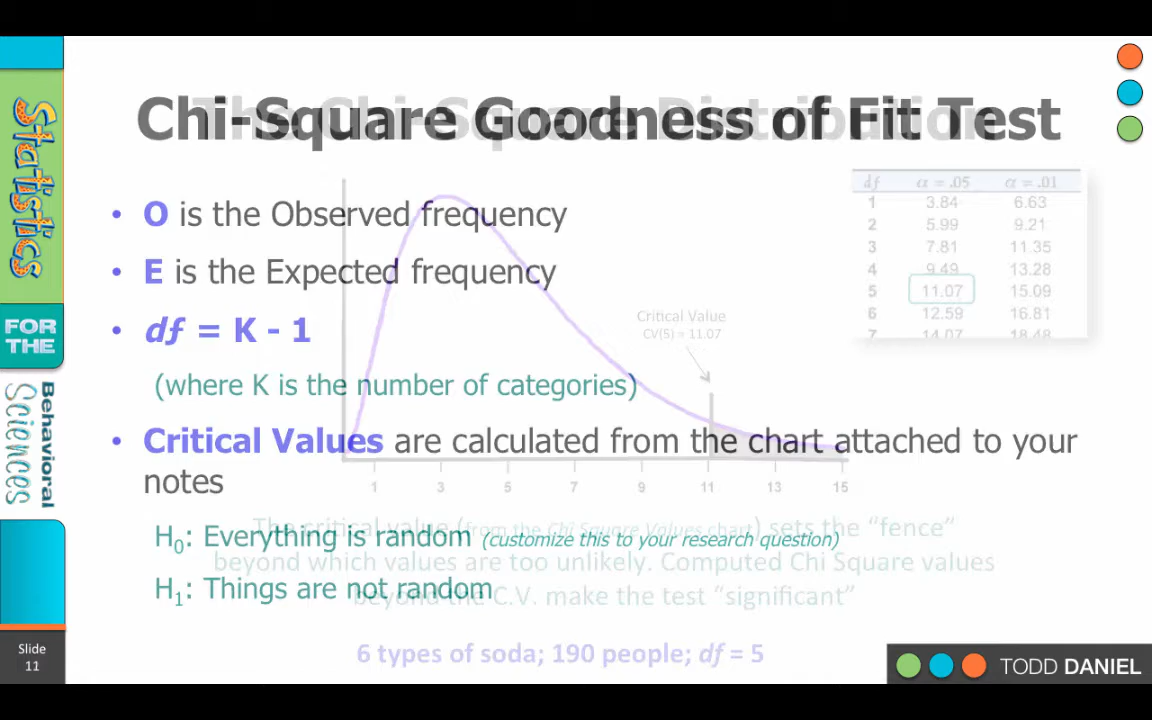 Statistics
FOR THE
Behavioral
Sciences
Slide
11
Chi-Square Goodness of Fit Test
The Chi-Square Distribution
• O is the Observed frequency
• E is the Expected frequency
• df = K - 1
(where K is the number of categories)
• Critical Values are calculated from the chart attached to your
notes
H0: Everything is random (customize this to your research question)
H1: Things are not random
df α = .05 α = .01
1 3.84 6.63
2 5.99 9.21
3 7.81 11.35
4 9.49 13.28
5 11.07 15.09
6 12.59 16.81
7 14.07 18.48
Critical Value
CV(5) = 11.07
1 3 5 7 9 11 13 15
The critical value (from the Chi Square Values chart) sets the “fence”
beyond which values are too unlikely. Computed Chi Square values
beyond the C.V. make the test “significant”
6 types of soda; 190 people; df = 5
TODD DANIEL